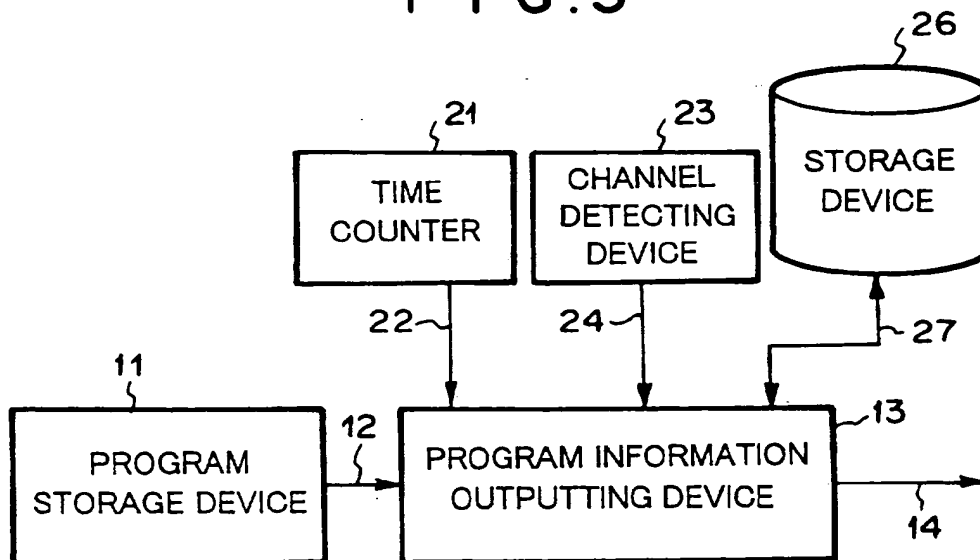 26
21
23
TIME
COUNTER
CHANNEL
DETECTING
DEVICE
STORAGE
DEVICE
22
24
27
11
12
13
PROGRAM
STORAGE DEVICE
PROGRAM INFORMATION
OUTPUTTING DEVICE
14